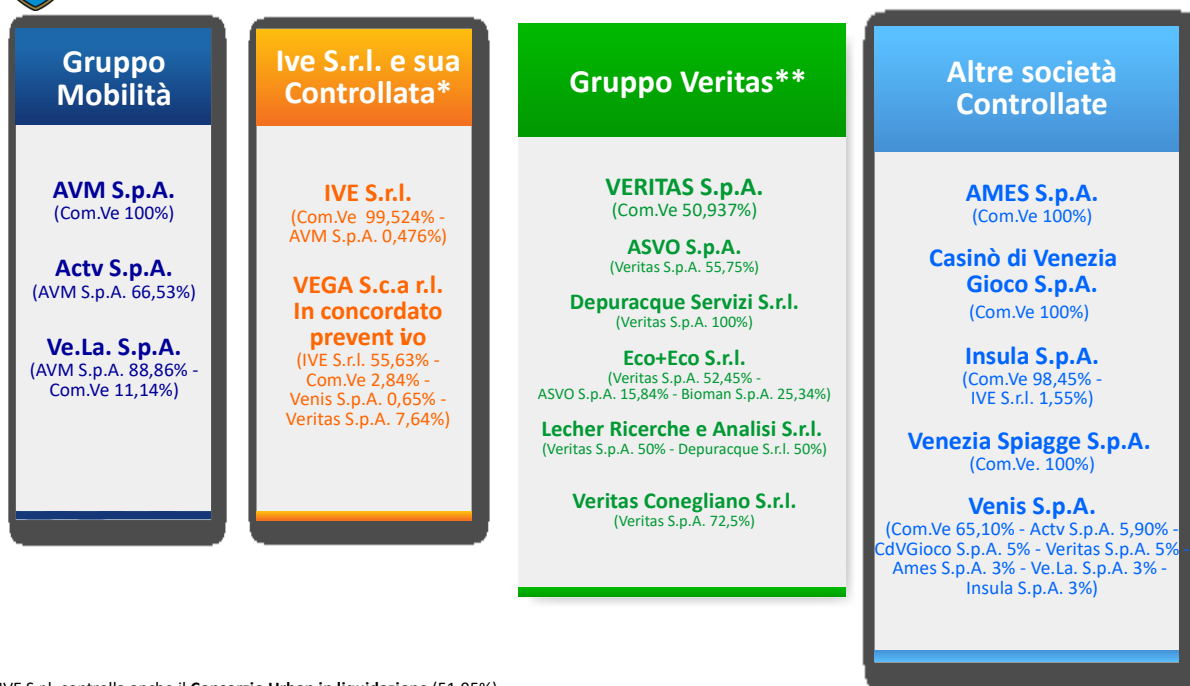 Gruppo
Mobilità
AVM S.p.A.
(Com.Ve 100%)
Actv S.p.A.
(AVM S.p.A. 66,53%)
Ve.La. S.p.A.
(AVM S.p.A. 88,86% -
Com.Ve 11,14%)
Ive S.r.l. e sua
Controllata*
IVE S.r.l.
(Com.Ve 99,524% -
AVM S.p.A. 0,476%)
VEGA S.c.a r.l.
In concordato
prevent ivo
(IVE S.r.l. 55,63% -
Com.Ve 2,84% -
Venis S.p.A. 0,65% -
Veritas S.p.A. 7,64%)
Gruppo Veritas**
VERITAS S.p.A.
(Com.Ve 50,937%)
ASVO S.p.A.
(Veritas S.p.A. 55,75%)
Depuracque Servizi S.r.l.
(Veritas S.p.A. 100%)
Eco+Eco S.r.l.
(Veritas S.p.A. 52,45% -
ASVO S.p.A. 15,84% - Bioman S.p.A. 25,34%)
Lecher Ricerche e Analisi S.r.l.
(Veritas S.p.A. 50% - Depuracque S.r.l. 50%)
Veritas Conegliano S.r.l.
(Veritas S.p.A. 72,5%)
Altre società
Controllate
AMES S.p.A.
(Com.Ve 100%)
Casinò di Venezia
Gioco S.p.A.
(Com.Ve 100%)
Insula S.p.A.
(Com.Ve 98,45% -
IVE S.r.l. 1,55%)
Venezia Spiagge S.p.A.
(Com.Ve. 100%)
Venis S.p.A.
(Com.Ve 65,10% - Actv S.p.A. 5,90% -
CdVGioco S.p.A. 5% - Veritas S.p.A. 5% -
Ames S.p.A. 3% - Ve.La. S.p.A. 3% -
Insula S.p.A. 3%)